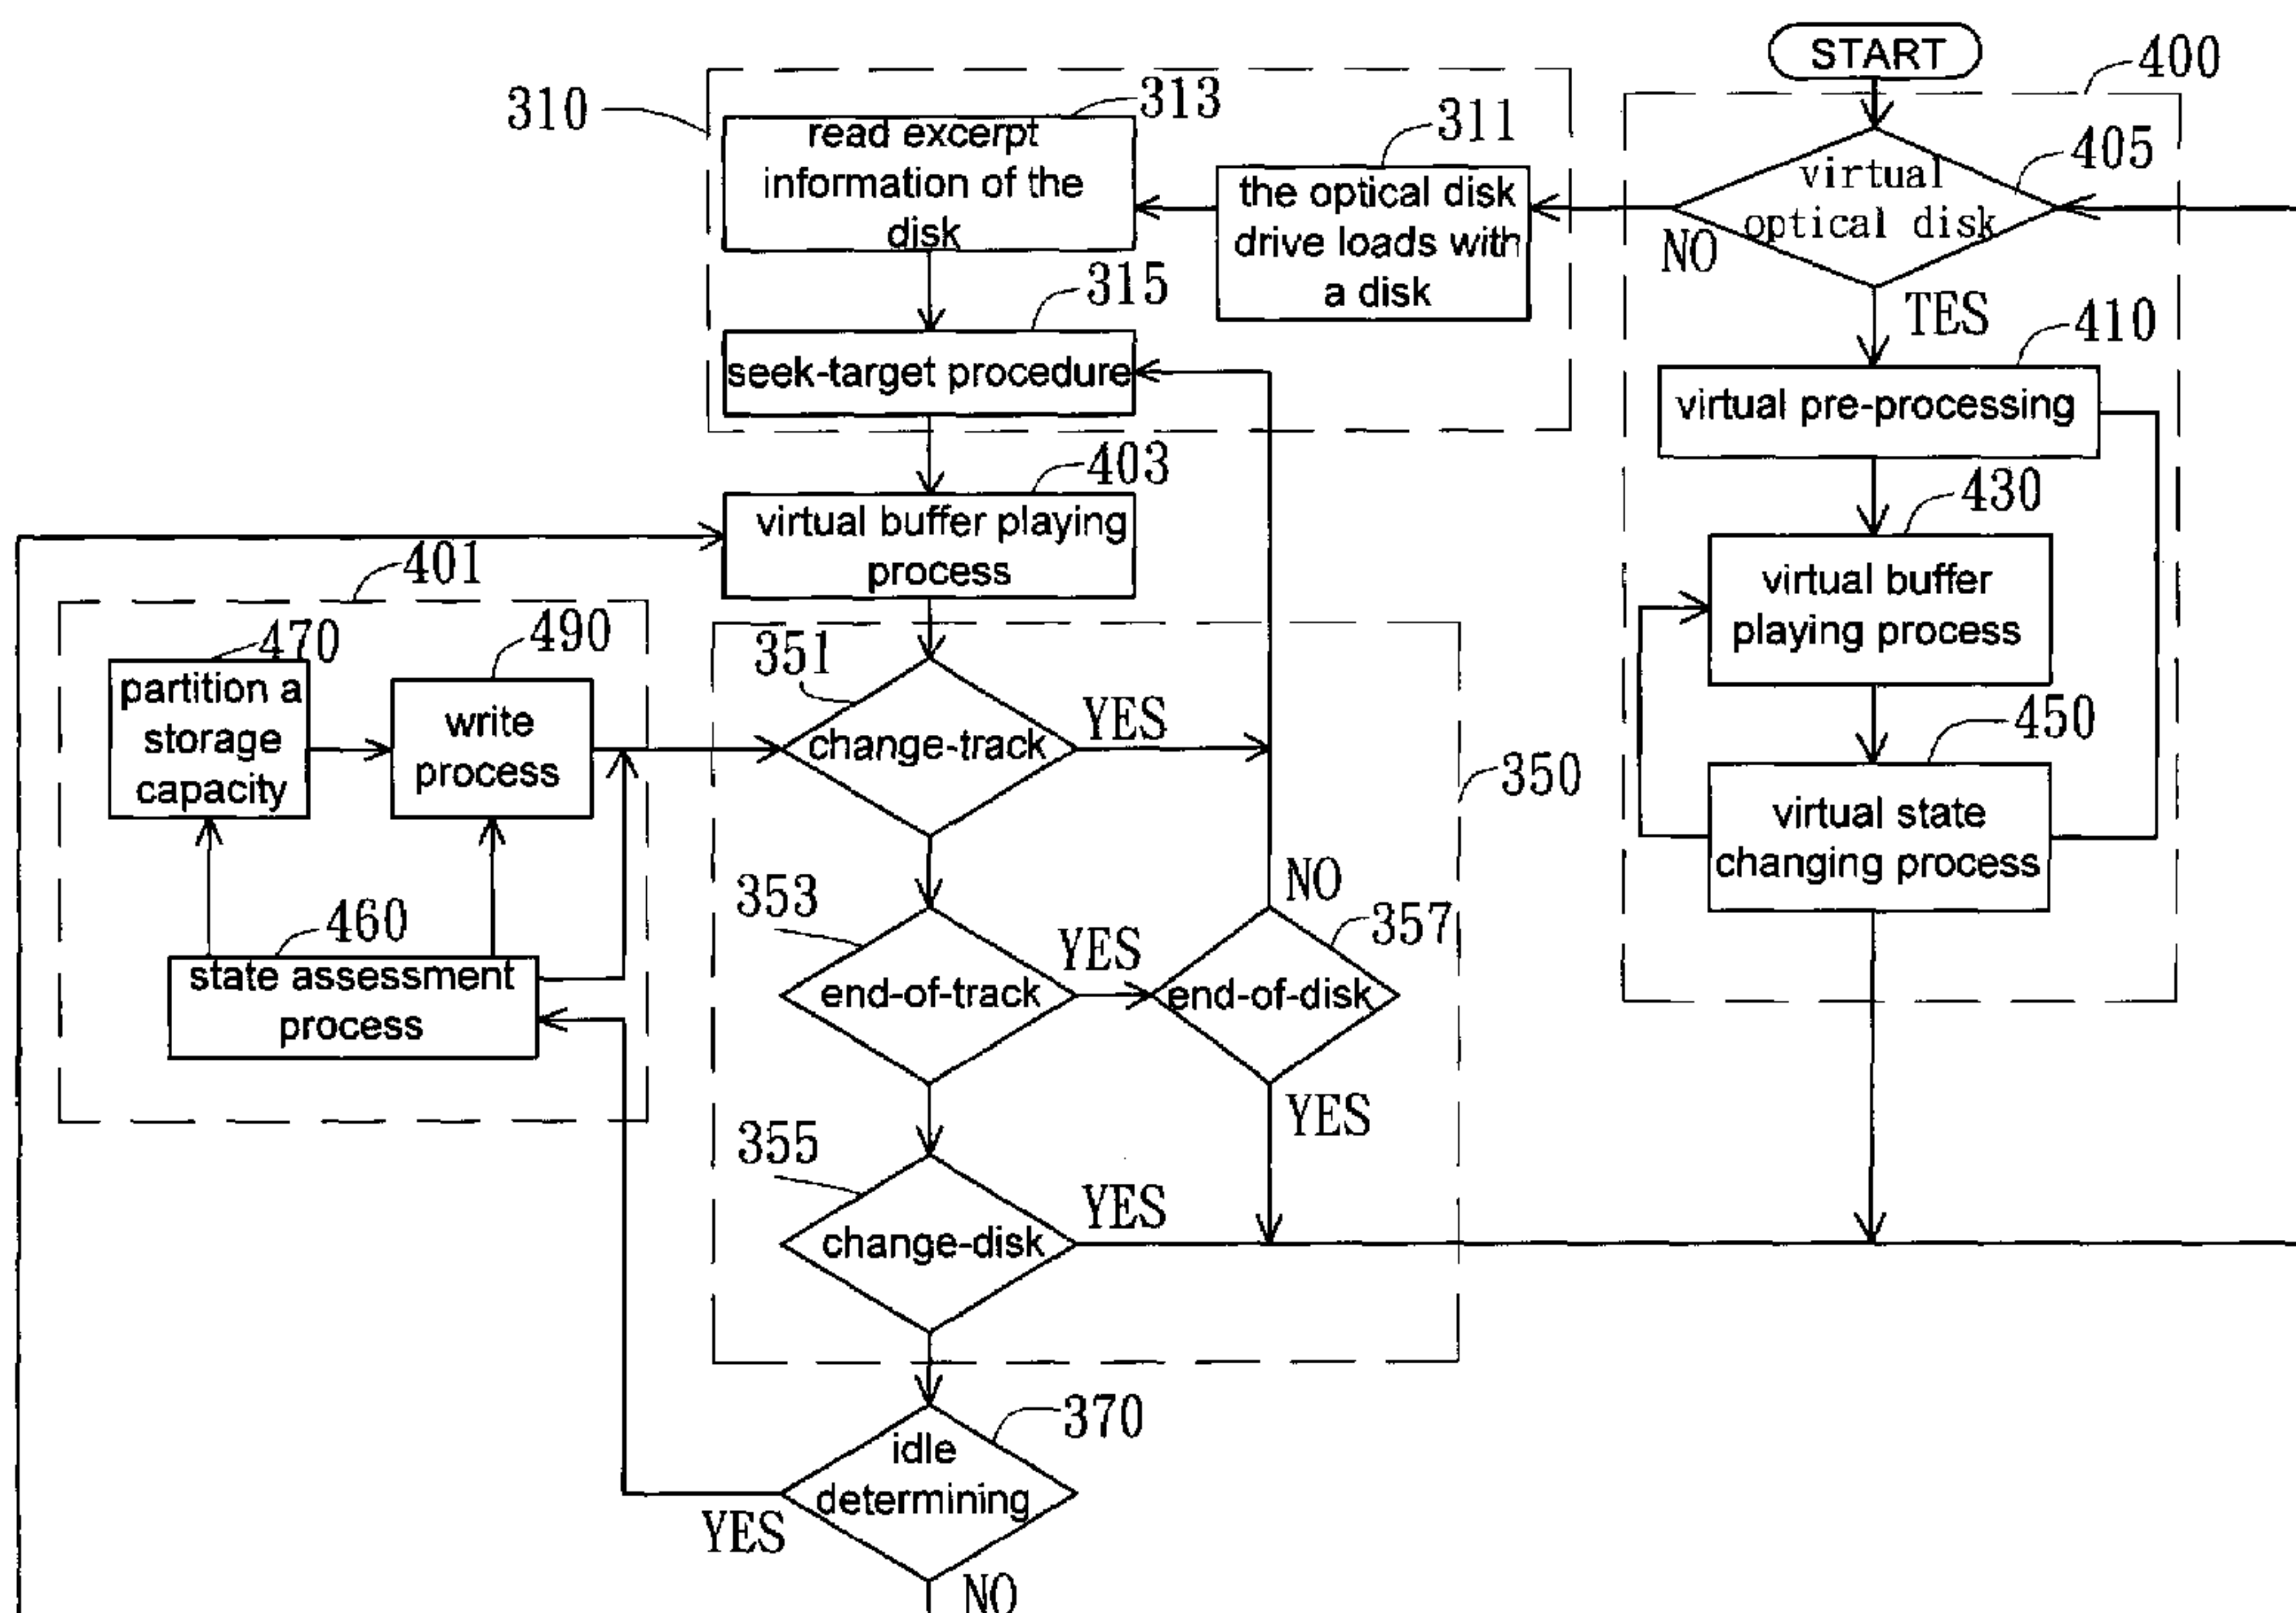 START
400
310
313
311
405
read excerpt
information of the
disk
the optical disk
drive loads with
a disk
virtual
optical disk
NO
TES
315
410
seek-target procedure
virtual pre-processing
403
430
virtual buffer playing
process
virtual buffer
playing process
401
470
490
351
450
partition a
storage
capacity
write
process
change-track
YES
350
virtual state
changing process
353
460
NO
357
state assessment
process
end-of-track
YES
end-of-disk
YES
355
change-disk
YES
370
idle
determining
YES
NO